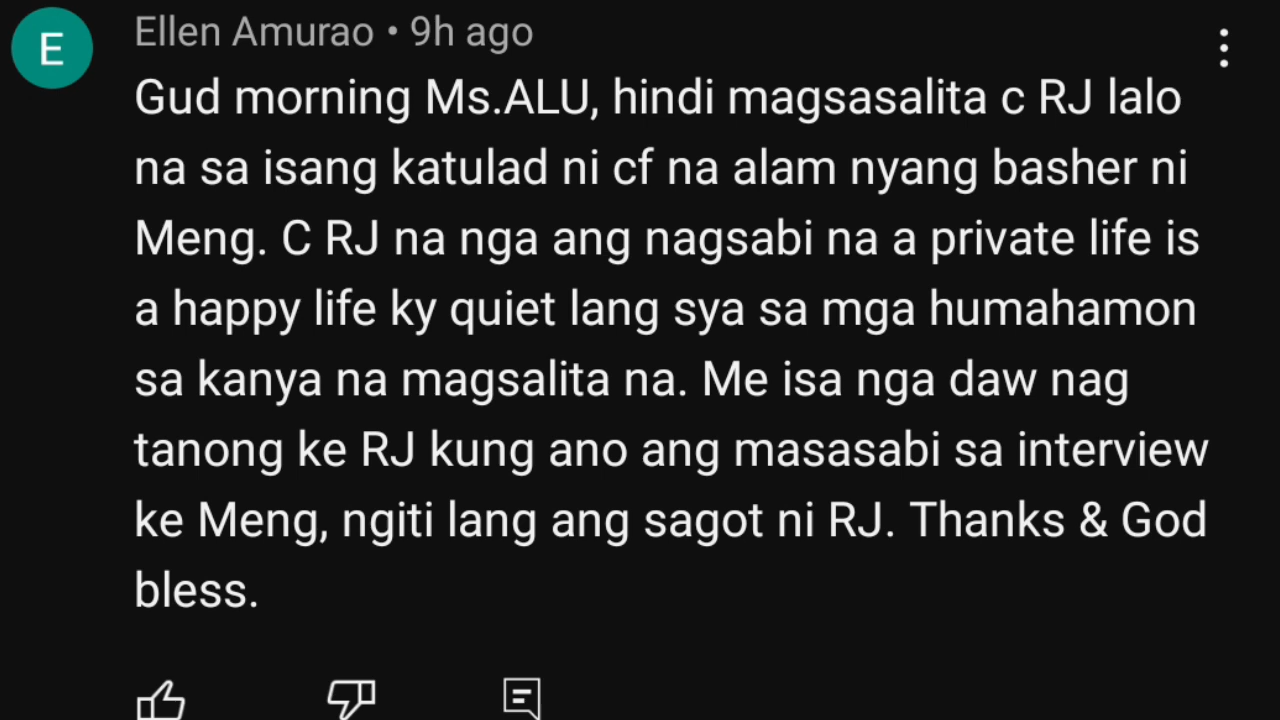 E
Ellen Amurao • 9h ago
Gud morning Ms.ALU, hindi magsasalita c RJ lalo
na sa isang katulad ni cf na alam nyang basher ni
Meng. C RJ na nga ang nagsabi na a private life is
a happy life ky quiet lang sya sa mga humahamon
sa kanya na magsalita na. Me isa nga daw nag
tanong ke RJ kung ano ang masasabi sa interview
ke Meng, ngiti lang ang sagot ni RJ. Thanks & God
bless.